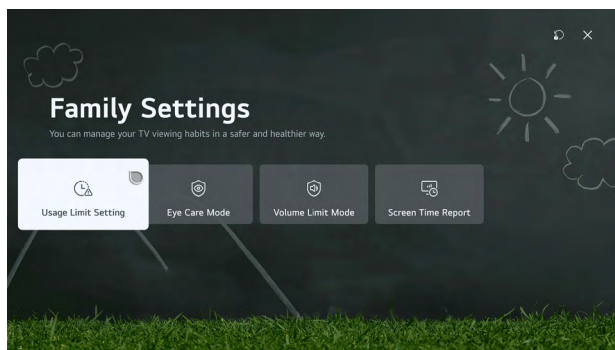 Family Settings
You can manage your TV viewing habits in a safer and healthier way.
Usage Limit Setting
Eye Care Mode
Volume Limit Mode
Screen Time Report